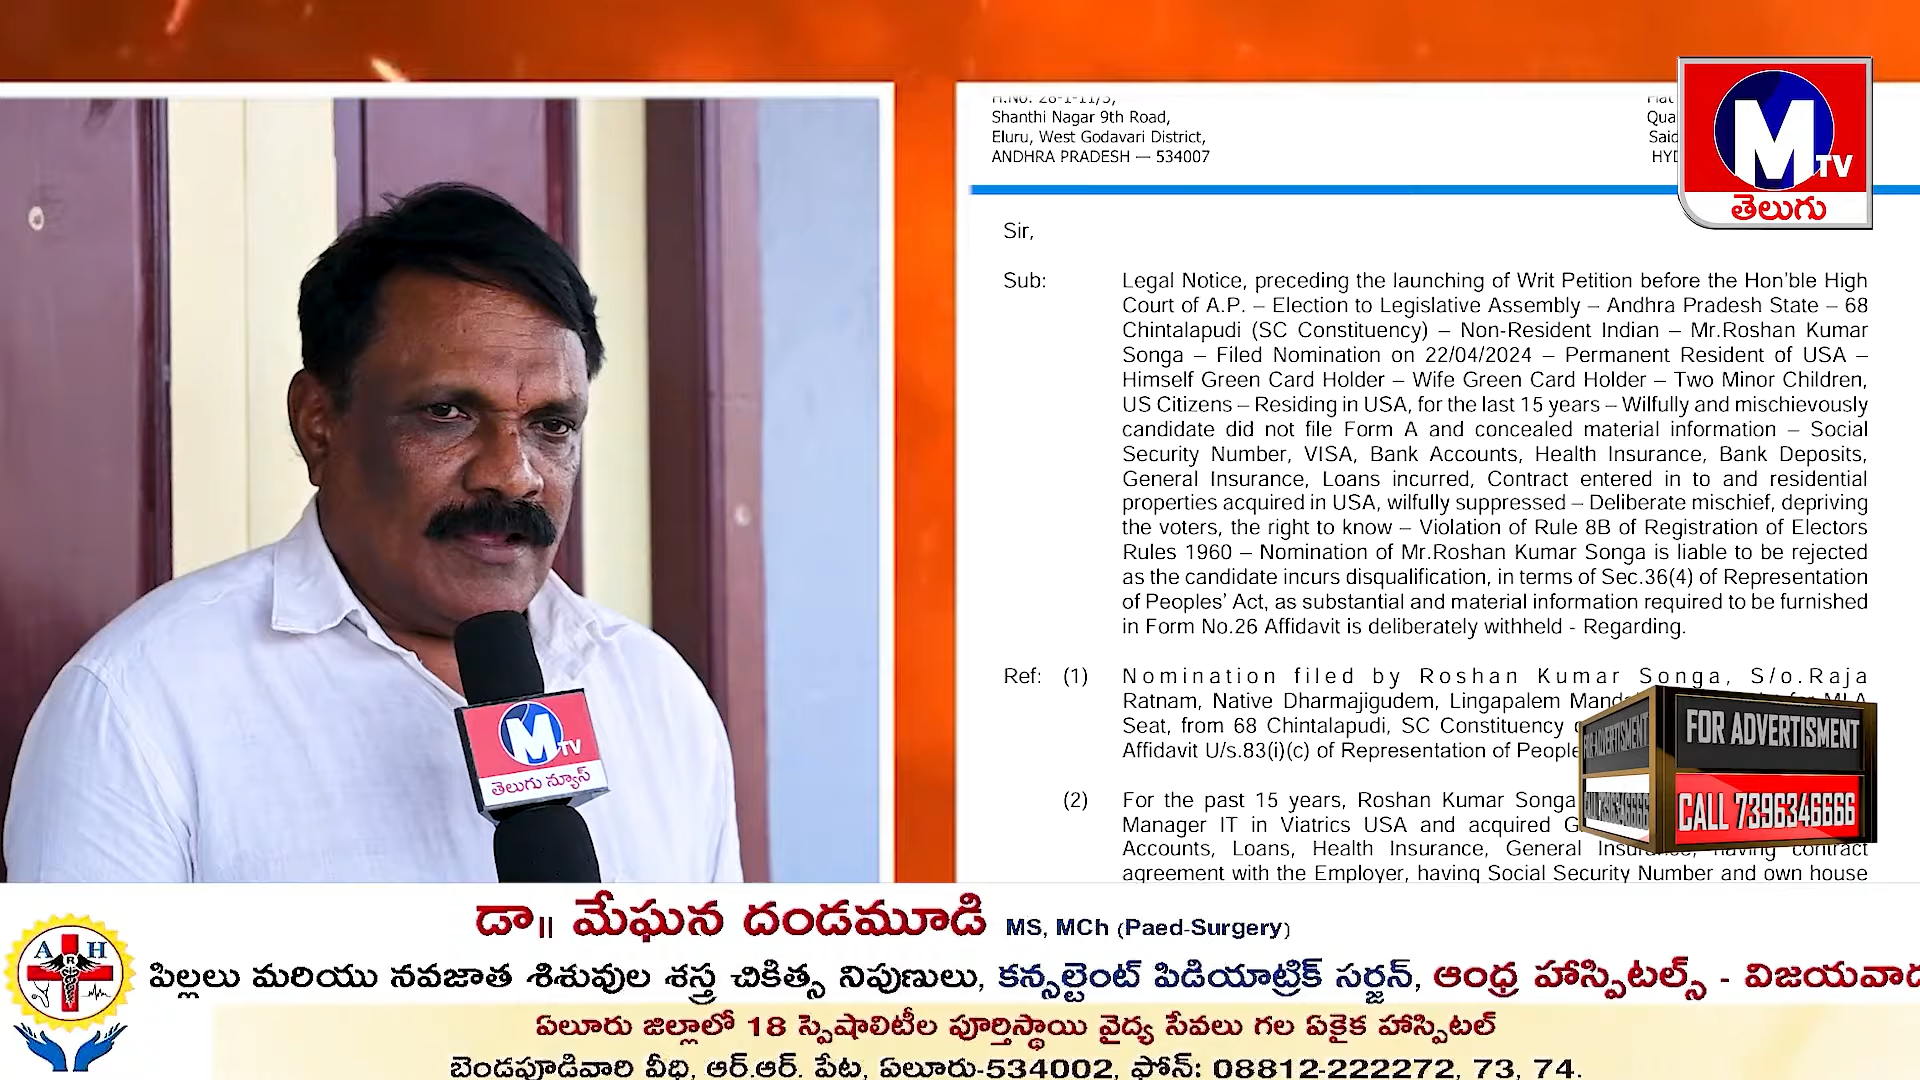 H.No. 28-1-11/3,
Shanthi Nagar 9th Road,
Eluru, West Godavari District,
ANDHRA PRADESH — 534007
M TV
తెలుగు
Sir,
Sub: Legal Notice, preceding the launching of Writ Petition before the Hon'ble High
Court of A.P. – Election to Legislative Assembly – Andhra Pradesh State – 68
Chintalapudi (SC Constituency) – Non-Resident Indian – Mr.Roshan Kumar
Songa – Filed Nomination on 22/04/2024 – Permanent Resident of USA –
Himself Green Card Holder – Wife Green Card Holder – Two Minor Children,
US Citizens – Residing in USA, for the last 15 years – Wilfully and mischievously
candidate did not file Form A and concealed material information – Social
Security Number, VISA, Bank Accounts, Health Insurance, Bank Deposits,
General Insurance, Loans incurred, Contract entered in to and residential
properties acquired in USA, wilfully suppressed – Deliberate mischief, depriving
the voters, the right to know – Violation of Rule 8B of Registration of Electors
Rules 1960 – Nomination of Mr.Roshan Kumar Songa is liable to be rejected
as the candidate incurs disqualification, in terms of Sec.36(4) of Representation
of Peoples' Act, as substantial and material information required to be furnished
in Form No.26 Affidavit is deliberately withheld - Regarding.
Ref: (1) Nomination filed by Roshan Kumar Songa, S/o.Raja
Ratnam, Native Dharmajigudem, Lingapalem MLA
Seat, from 68 Chintalapudi, SC Constituency
Affidavit U/s.83(i)(c) of Representation of
(2) For the past 15 years, Roshan Kumar Songa
Manager IT in Viatrics USA and acquired
Accounts, Loans, Health Insurance, General having contract
agreement with the Employer, having Social Security Number and own house
FOR ADVERTISMENT
CALL 7396346666
FOR ADVERTISMENT
CALL 7396346666
M TV
తెలుగు న్యూస్
A R H
డా|| మేఘన దండమూడి MS, MCh (Paed-Surgery)
పిల్లలు మరియు నవజాత శిశువుల శస్త్ర చికిత్స నిపుణులు, కన్సల్టెంట్ పిడియాట్రిక్ సర్జన్, ఆంధ్ర హాస్పిటల్స్ -
ఏలూరు జిల్లాలో 18 స్పెషాలిటీల పూర్తిస్థాయి వైద్య సేవలు గల ఏకైక హాస్పిటల్
బెండపూడివారి వీధి, ఆర్.ఆర్. పేట, ఏలూరు-534002, ఫోన్: 08812-222272, 73, 74.